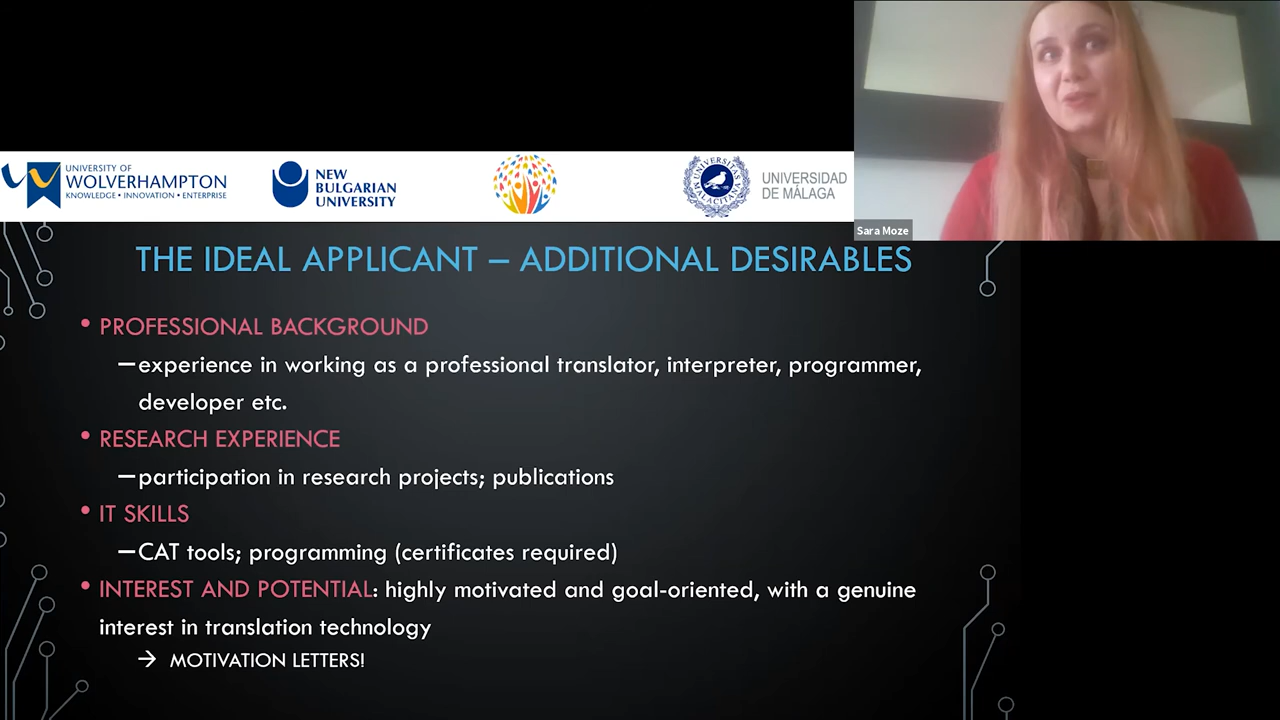 UNIVERSITY OF
WOLVERHAMPTON
KNOWLEDGE • INNOVATION • ENTERPRISE
NEW
BULGARIAN
UNIVERSITY
UNIVERSIDAD
DE MÁLAGA
Sara Moze
THE IDEAL APPLICANT – ADDITIONAL DESIRABLES
• PROFESSIONAL BACKGROUND
– experience in working as a professional translator, interpreter, programmer,
developer etc.
• RESEARCH EXPERIENCE
– participation in research projects; publications
• IT SKILLS
– CAT tools; programming (certificates required)
• INTEREST AND POTENTIAL: highly motivated and goal-oriented, with a genuine
interest in translation technology
→ MOTIVATION LETTERS!